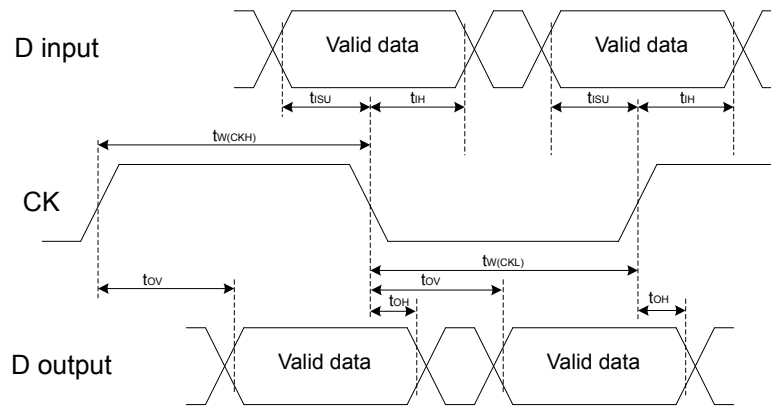 D input
Valid data
Valid data
tISU
tIH
tISU
tIH
tW(CKH)
CK
tW(CKL)
tOV
tOV
tOH
tOH
D output
Valid data
Valid data